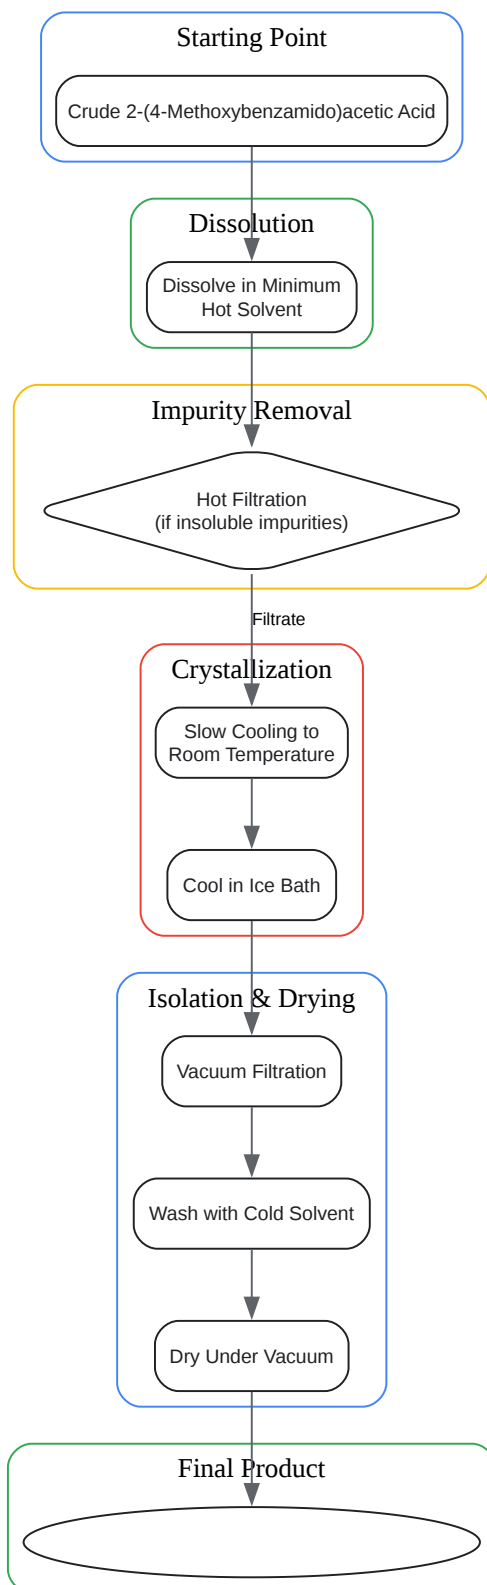 Starting Point
Crude 2-(4-Methoxybenzamido)acetic Acid
Dissolution
Dissolve in Minimum
Hot Solvent
Impurity Removal
Hot Filtration
(if insoluble impurities)
Filtrate
Crystallization
Slow Cooling to
Room Temperature
Cool in Ice Bath
Isolation & Drying
Vacuum Filtration
Wash with Cold Solvent
Dry Under Vacuum
Final Product